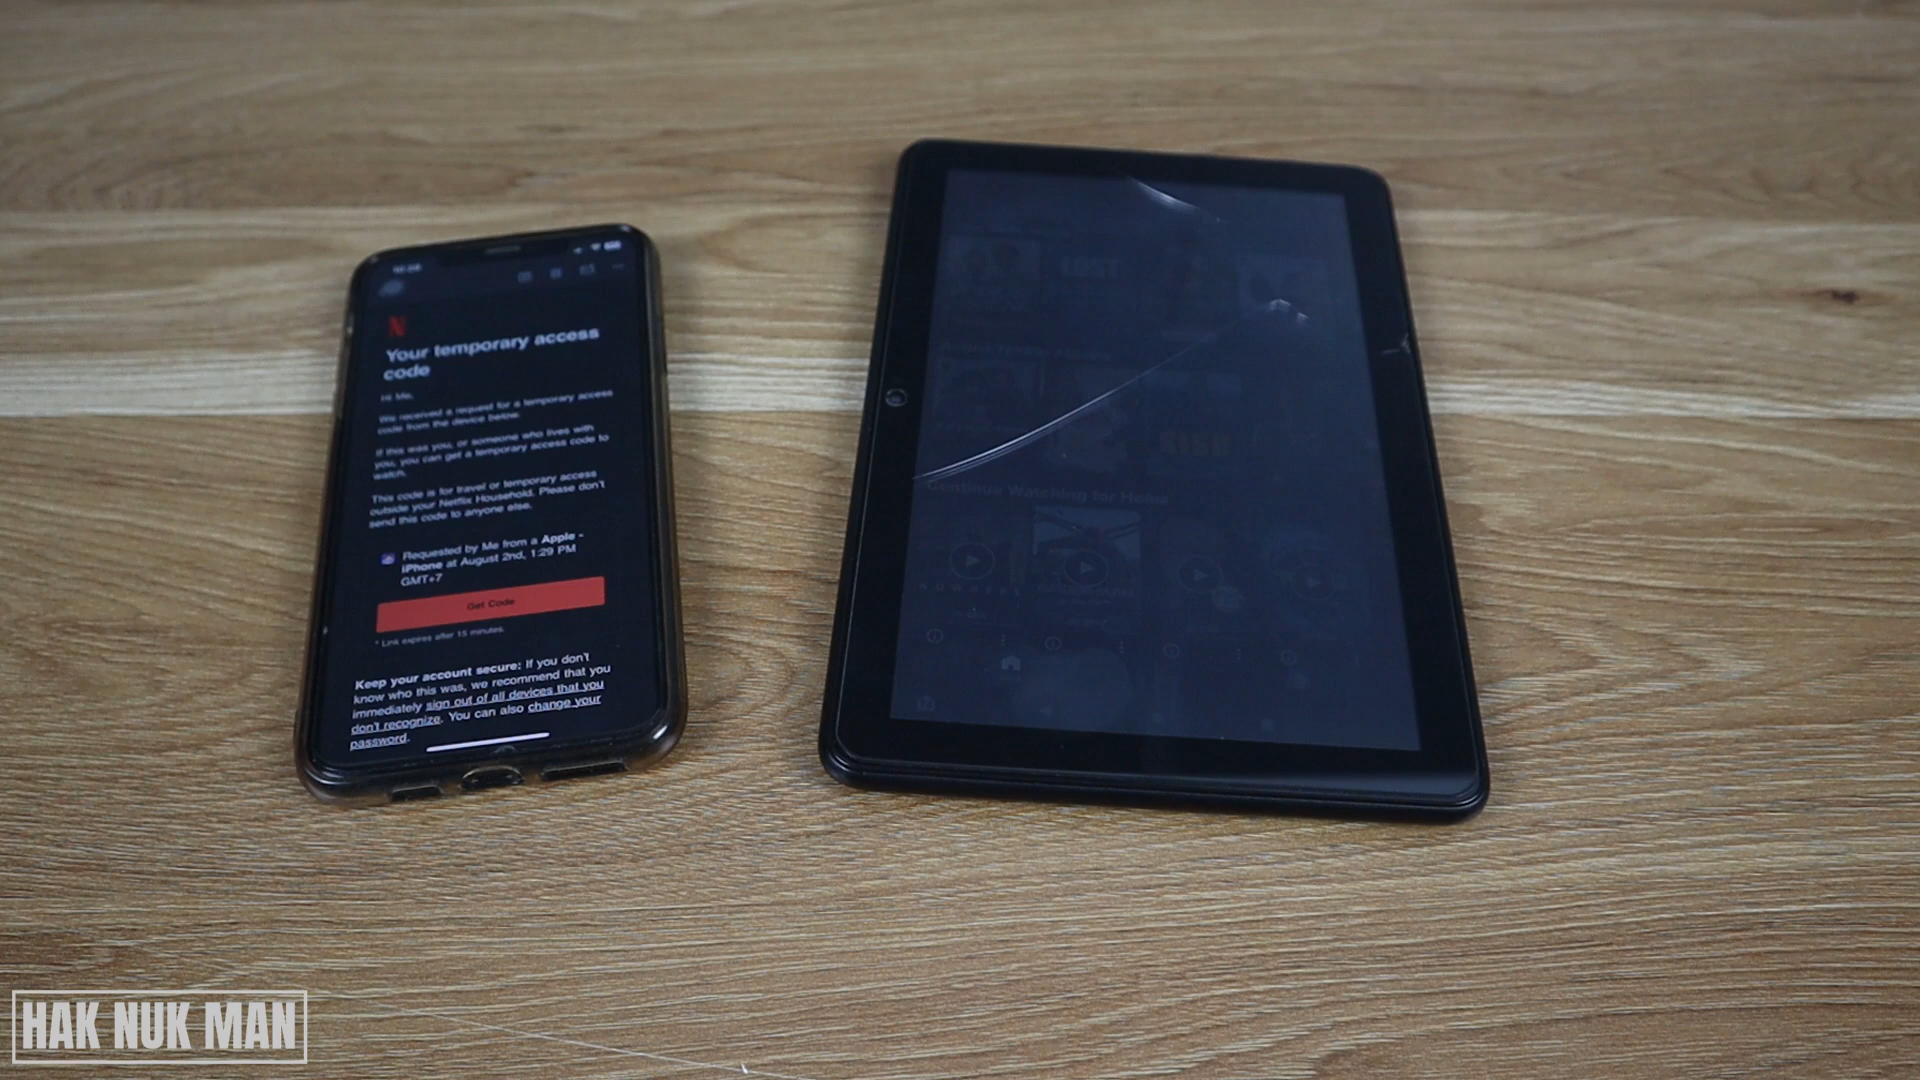 N
Your temporary access
code
Hi Me,
We received a request for a temporary access
code from the device below.
If this was you, or someone who lives with
you, you can get a temporary access code to
watch.
This code is for travel or temporary access
outside your Netflix Household. Please don't
send this code to anyone else.
Requested by Me from a Apple -
iPhone at August 2nd, 1:29 PM
GMT+7
Get Code
* Link expires after 15 minutes.
Keep your account secure: If you don't
know who this was, we recommend that you
immediately sign out of all devices that you
don't recognize. You can also change your
password.
LOST
Continue Watching for Home
HAK NUK MAN